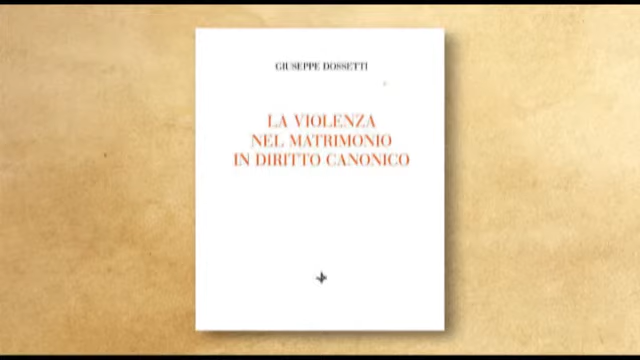 GIUSEPPE DOSSETTI
LA VIOLENZA
NEL MATRIMONIO
IN DIRITTO CANONICO